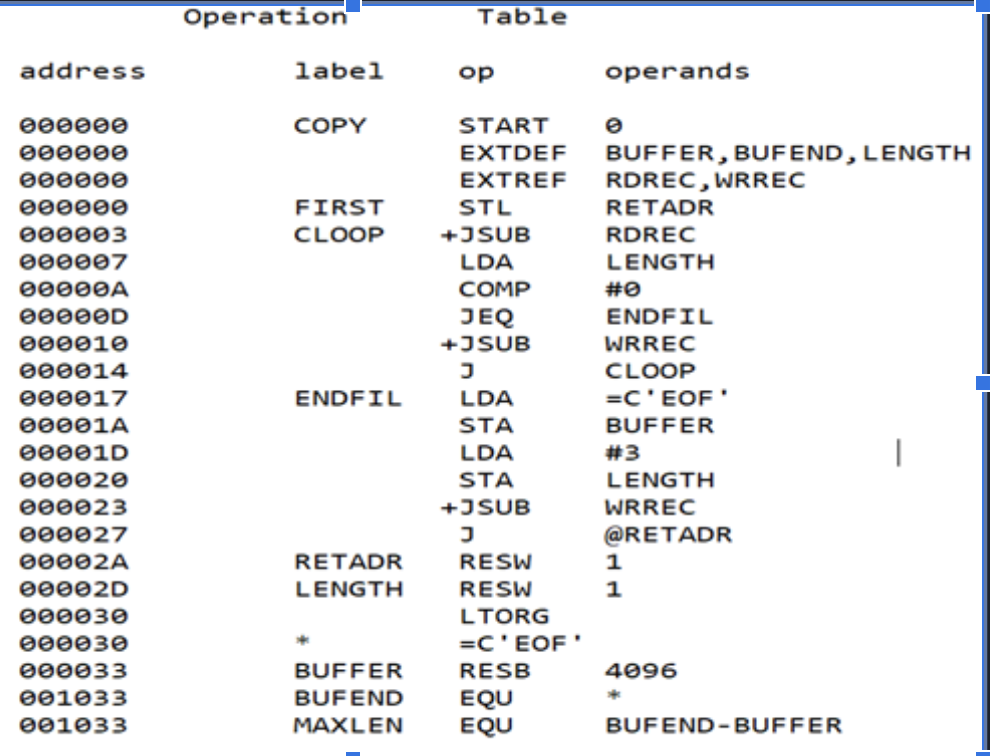 Operation Table
address label op operands
000000 COPY START 0
000000 EXTDEF BUFFER,BUFEND,LENGTH
000000 EXTREF RDREC,WRREC
000000 FIRST STL RETADR
000003 CLOOP +JSUB RDREC
000007 LDA LENGTH
00000A COMP #0
00000D JEQ ENDFIL
000010 +JSUB WRREC
000014 J CLOOP
000017 ENDFIL LDA =C'EOF'
00001A STA BUFFER
00001D LDA #3
000020 STA LENGTH
000023 +JSUB WRREC
000027 J @RETADR
00002A RETADR RESW 1
00002D LENGTH RESW 1
000030 LTORG
000030 * =C'EOF'
000033 BUFFER RESB 4096
001033 BUFEND EQU *
001033 MAXLEN EQU BUFEND-BUFFER